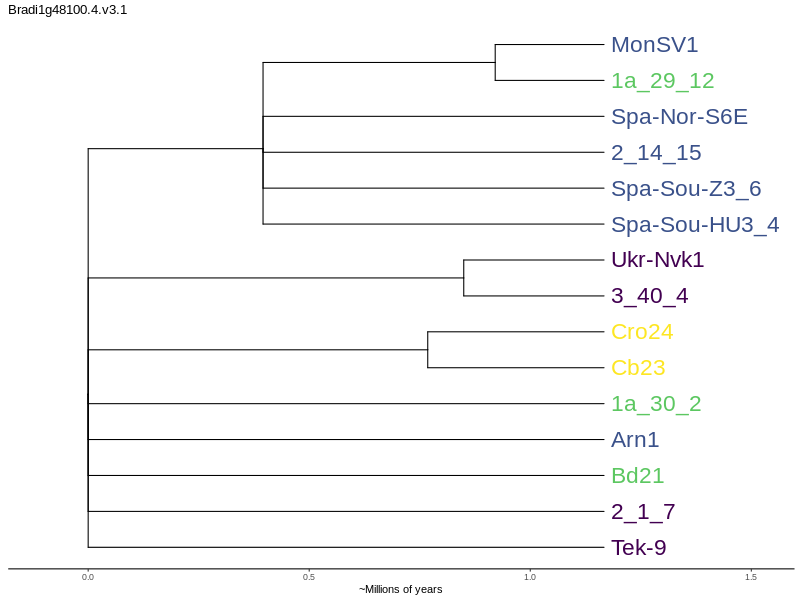 Bradi1g48100.4.v3.1
MonSV1
1a_29_12
Spa-Nor-S6E
2_14_15
Spa-Sou-Z3_6
Spa-Sou-HU3_4
Ukr-Nvk1
3_40_4
Cro24
Cb23
1a_30_2
Arn1
Bd21
2_1_7
Tek-9
0.0 0.5 1.0 1.5
~Millions of years